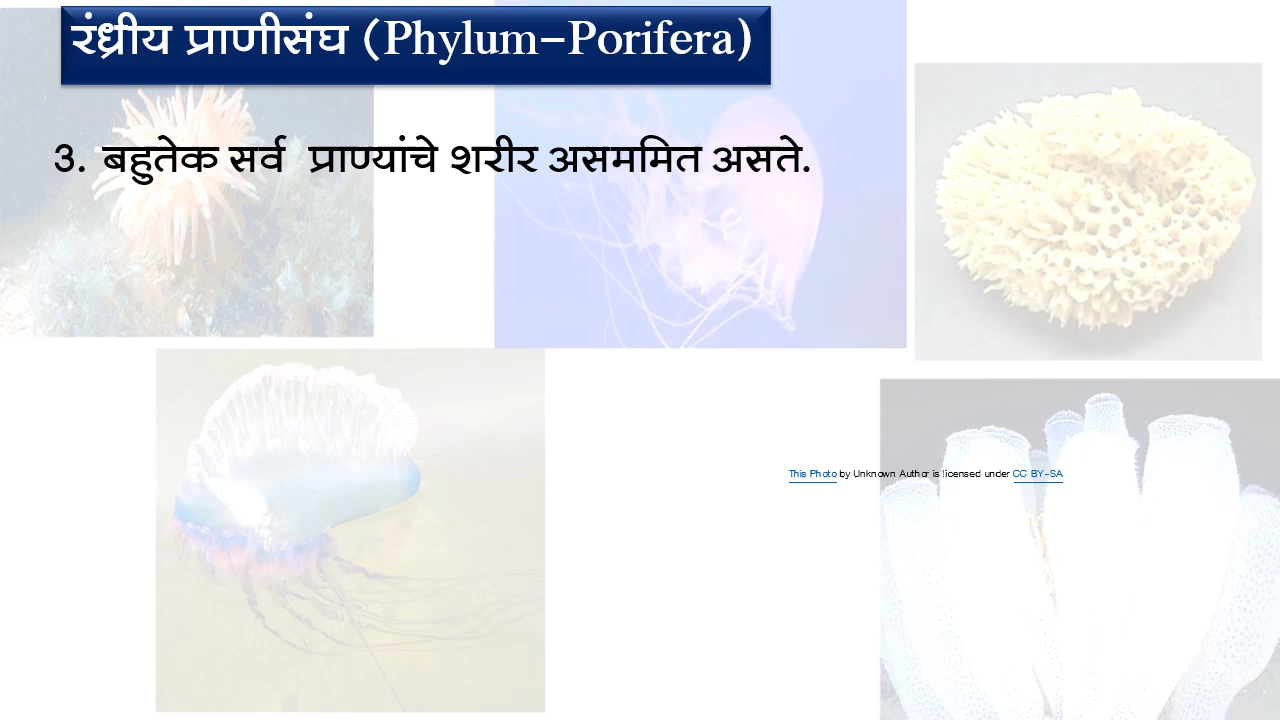 रंध्रीय प्राणीसंघ (Phylum-Porifera)
3. बहुतेक सर्व प्राण्यांचे शरीर असममित असते.
This Photo by Unknown Author is licensed under CC BY-SA